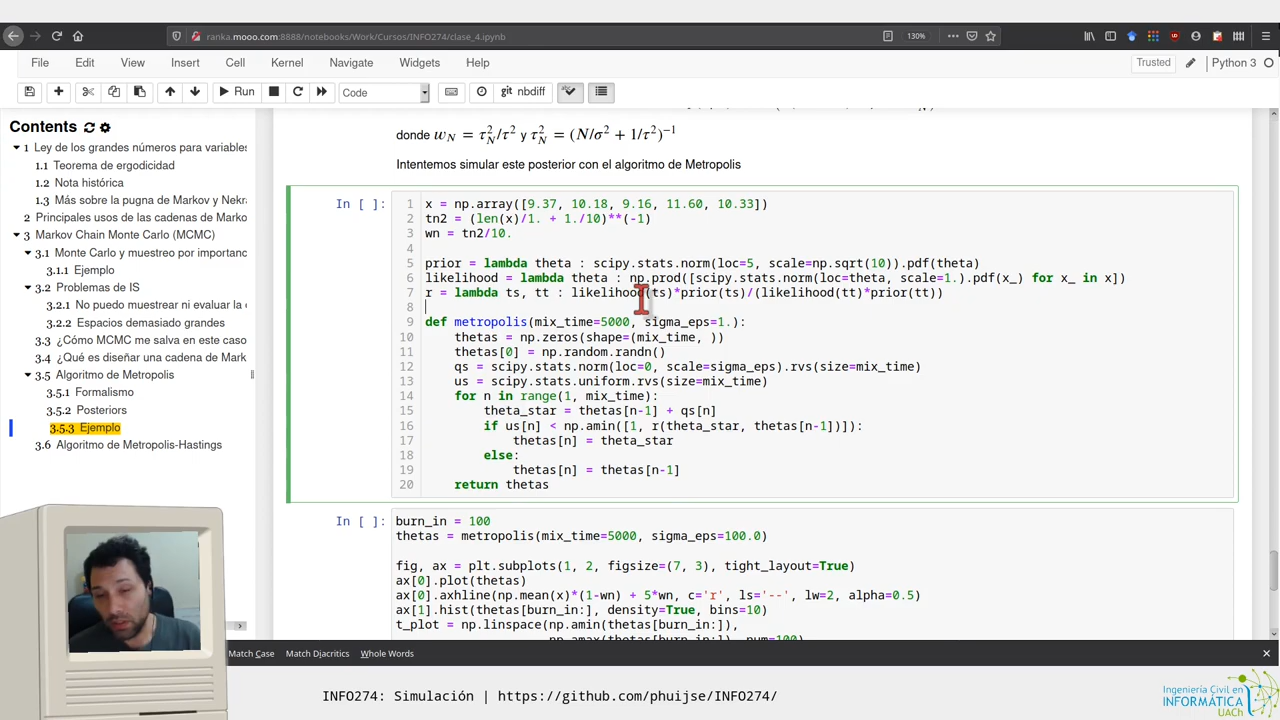 ranka.mooo.com:8888/notebooks/Work/Cursos/INFO274/clase_4.ipynb
130%
File Edit View Insert Cell Kernel Navigate Widgets Help
Trusted
Python 3
Run
Code
nbdiff
Contents
1 Ley de los grandes números para variables
1.1 Teorema de ergodicidad
1.2 Nota histórica
1.3 Más sobre la pugna de Markov y Nekra
2 Principales usos de las cadenas de Marko
3 Markov Chain Monte Carlo (MCMC)
3.1 Monte Carlo y muestreo por importanc
3.1.1 Ejemplo
3.2 Problemas de IS
3.2.1 No puedo muestrear ni evaluar la
3.2.2 Espacios demasiado grandes
3.3 ¿Cómo MCMC me salva en este caso
3.4 ¿Qué es diseñar una cadena de Mark
3.5 Algoritmo de Metropolis
3.5.1 Formalismo
3.5.2 Posteriors
3.5.3 Ejemplo
3.6 Algoritmo de Metropolis-Hastings
donde w_N = τ_N^2/τ^2 y τ_N^2 = (N/σ^2 + 1/τ^2)^−1
Intentemos simular este posterior con el algoritmo de Metropolis
In [ ]:
1 x = np.array([9.37, 10.18, 9.16, 11.60, 10.33])
2 tn2 = (len(x)/1. + 1./10)**(-1)
3 wn = tn2/10.
4
5 prior = lambda theta : scipy.stats.norm(loc=5, scale=np.sqrt(10)).pdf(theta)
6 likelihood = lambda theta : np.prod([scipy.stats.norm(loc=theta, scale=1.).pdf(x_) for x_ in x])
7 r = lambda ts, tt : likelihood(ts)*prior(ts)/(likelihood(tt)*prior(tt))
8
9 def metropolis(mix_time=5000, sigma_eps=1.):
10 thetas = np.zeros(shape=(mix_time, ))
11 thetas[0] = np.random.randn()
12 qs = scipy.stats.norm(loc=0, scale=sigma_eps).rvs(size=mix_time)
13 us = scipy.stats.uniform.rvs(size=mix_time)
14 for n in range(1, mix_time):
15 theta_star = thetas[n-1] + qs[n]
16 if us[n] < np.amin([1, r(theta_star, thetas[n-1])]):
17 thetas[n] = theta_star
18 else:
19 thetas[n] = thetas[n-1]
20 return thetas
In [ ]:
burn_in = 100
thetas = metropolis(mix_time=5000, sigma_eps=100.0)
fig, ax = plt.subplots(1, 2, figsize=(7, 3), tight_layout=True)
ax[0].plot(thetas)
ax[0].axhline(np.mean(x)*(1-wn) + 5*wn, c='r', ls='--', lw=2, alpha=0.5)
ax[1].hist(thetas[burn_in:], density=True, bins=10)
t_plot = np.linspace(np.amin(thetas[burn_in:]),
np.amax(thetas[burn_in:]), num=100)
Match Case Match Diacritics Whole Words
INFO274: Simulación | https://github.com/phuijse/INFO274/
Ingeniería Civil en
INFORMÁTICA
UACh